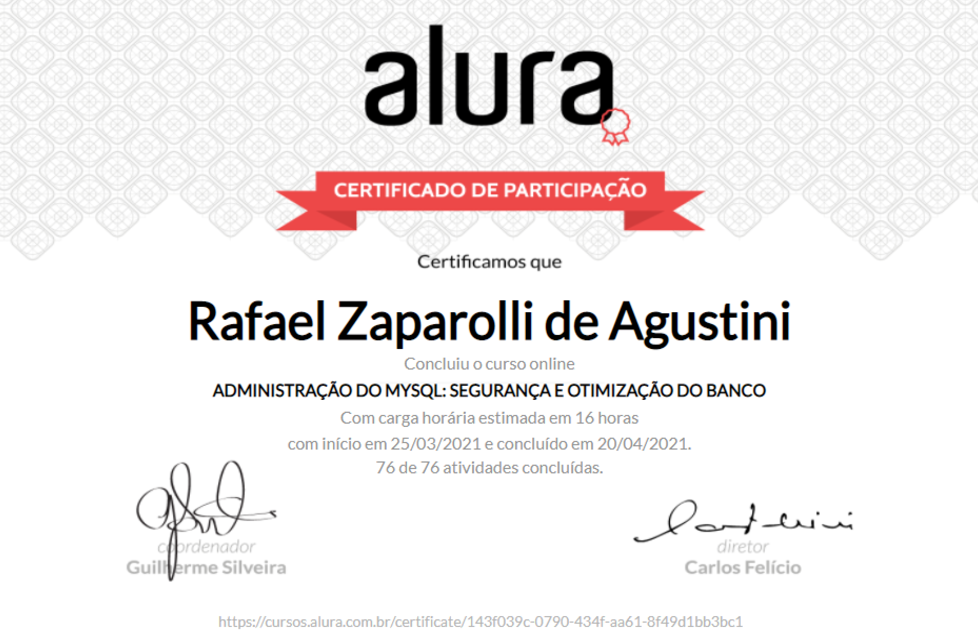 alura
CERTIFICADO DE PARTICIPAÇÃO
Certificamos que
Rafael Zaparolli de Agustini
Concluiu o curso online
ADMINISTRAÇÃO DO MYSQL: SEGURANÇA E OTIMIZAÇÃO DO BANCO
Com carga horária estimada em 16 horas
com início em 25/03/2021 e concluído em 20/04/2021.
76 de 76 atividades concluídas.
coordenador
Guilherme Silveira
diretor
Carlos Felício
https://cursos.alura.com.br/certificate/143f039c-0790-434f-aa61-8f49d1bb3bc1